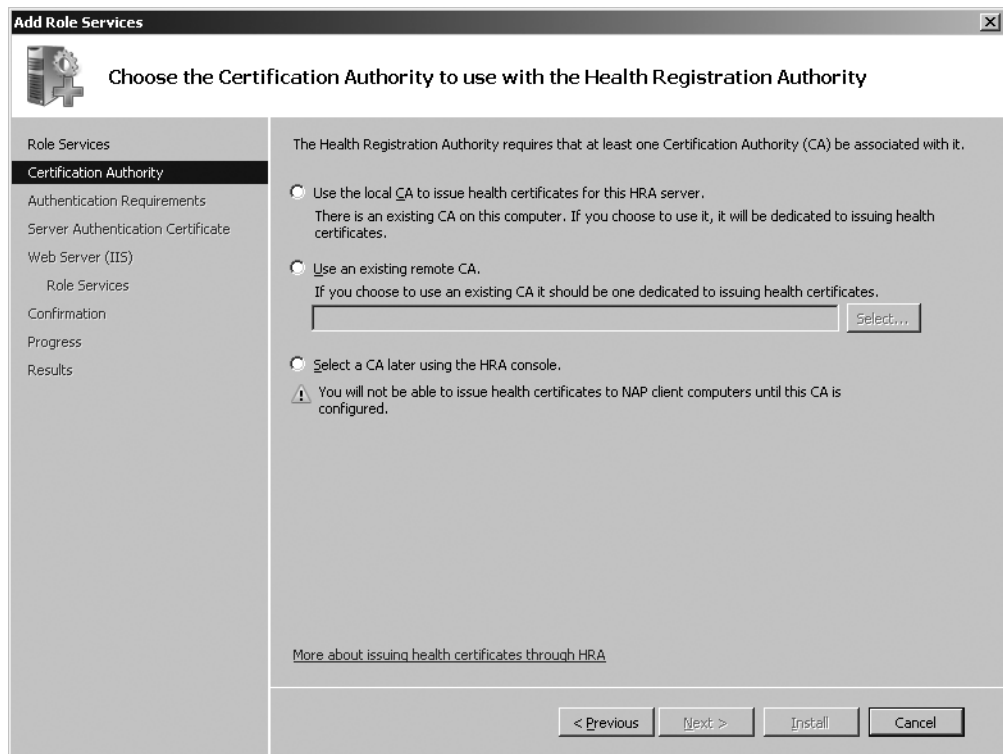 Add Role Services
Choose the Certification Authority to use with the Health Registration Authority
Role Services
Certification Authority
Authentication Requirements
Server Authentication Certificate
Web Server (IIS)
Role Services
Confirmation
Progress
Results
The Health Registration Authority requires that at least one Certification Authority (CA) be associated with it.
Use the local CA to issue health certificates for this HRA server.
There is an existing CA on this computer. If you choose to use it, it will be dedicated to issuing health
certificates.
Use an existing remote CA.
If you choose to use an existing CA it should be one dedicated to issuing health certificates.
Select...
Select a CA later using the HRA console.
You will not be able to issue health certificates to NAP client computers until this CA is
configured.
More about issuing health certificates through HRA
< Previous
Next >
Install
Cancel